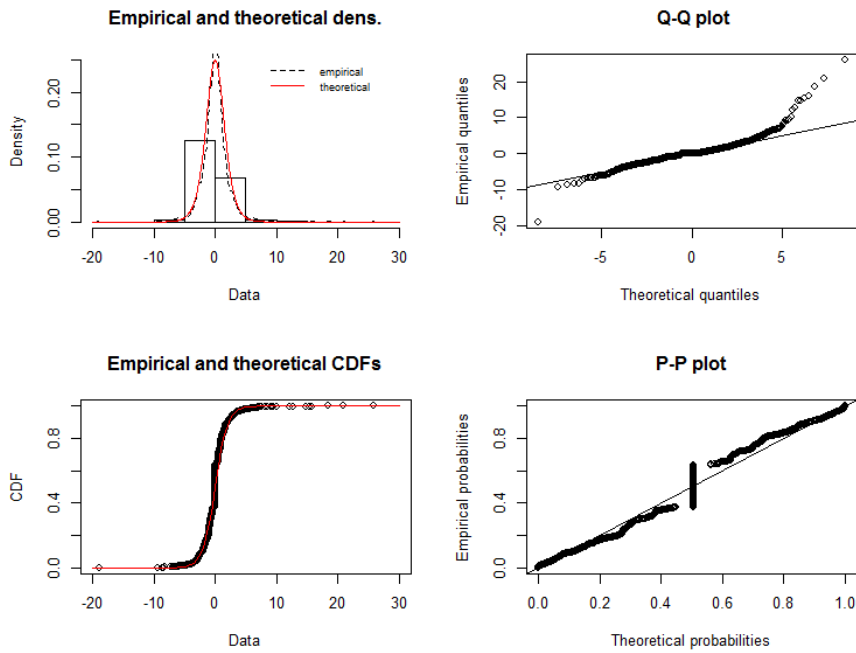 Empirical and theoretical dens.
Density
0.00 0.10 0.20
empirical
theoretical
-20 -10 0 10 20 30
Data
Q-Q plot
Empirical quantiles
-20 -10 0 10 20
-5 0 5
Theoretical quantiles
Empirical and theoretical CDFs
CDF
0.0 0.4 0.8
-20 -10 0 10 20 30
Data
P-P plot
Empirical probabilities
0.0 0.4 0.8
0.0 0.2 0.4 0.6 0.8 1.0
Theoretical probabilities